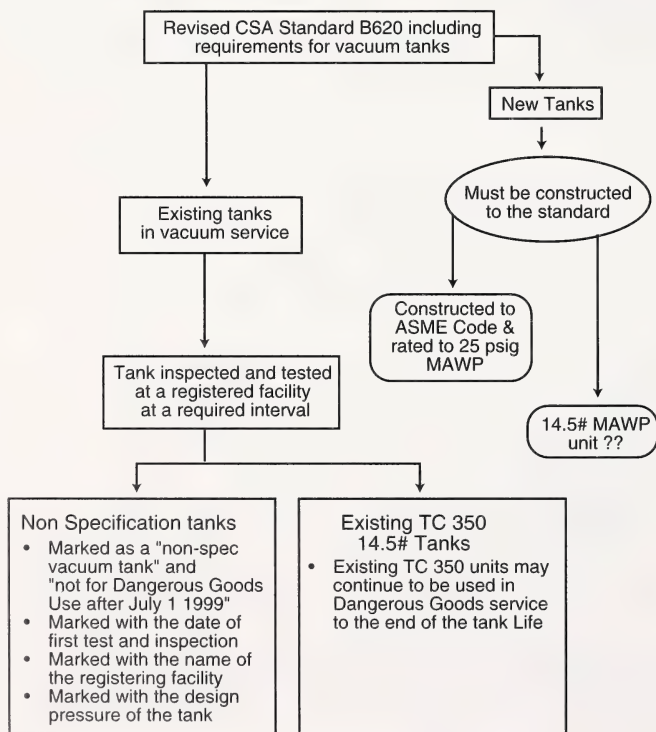 Revised CSA Standard B620 including
requirements for vacuum tanks
New Tanks
Must be constructed
to the standard
Existing tanks
in vacuum service
Constructed to
ASME Code &
rated to 25 psig
MAWP
Tank inspected and tested
at a registered facility
at a required interval
14.5# MAWP
unit ??
Non Specification tanks
• Marked as a "non-spec
vacuum tank" and
"not for Dangerous Goods
Use after July 1 1999"
• Marked with the date of
first test and inspection
• Marked with the name of
the registering facility
• Marked with the design
pressure of the tank
Existing TC 350
14.5# Tanks
• Existing TC 350 units may
continue to be used in
Dangerous Goods service
to the end of the tank Life